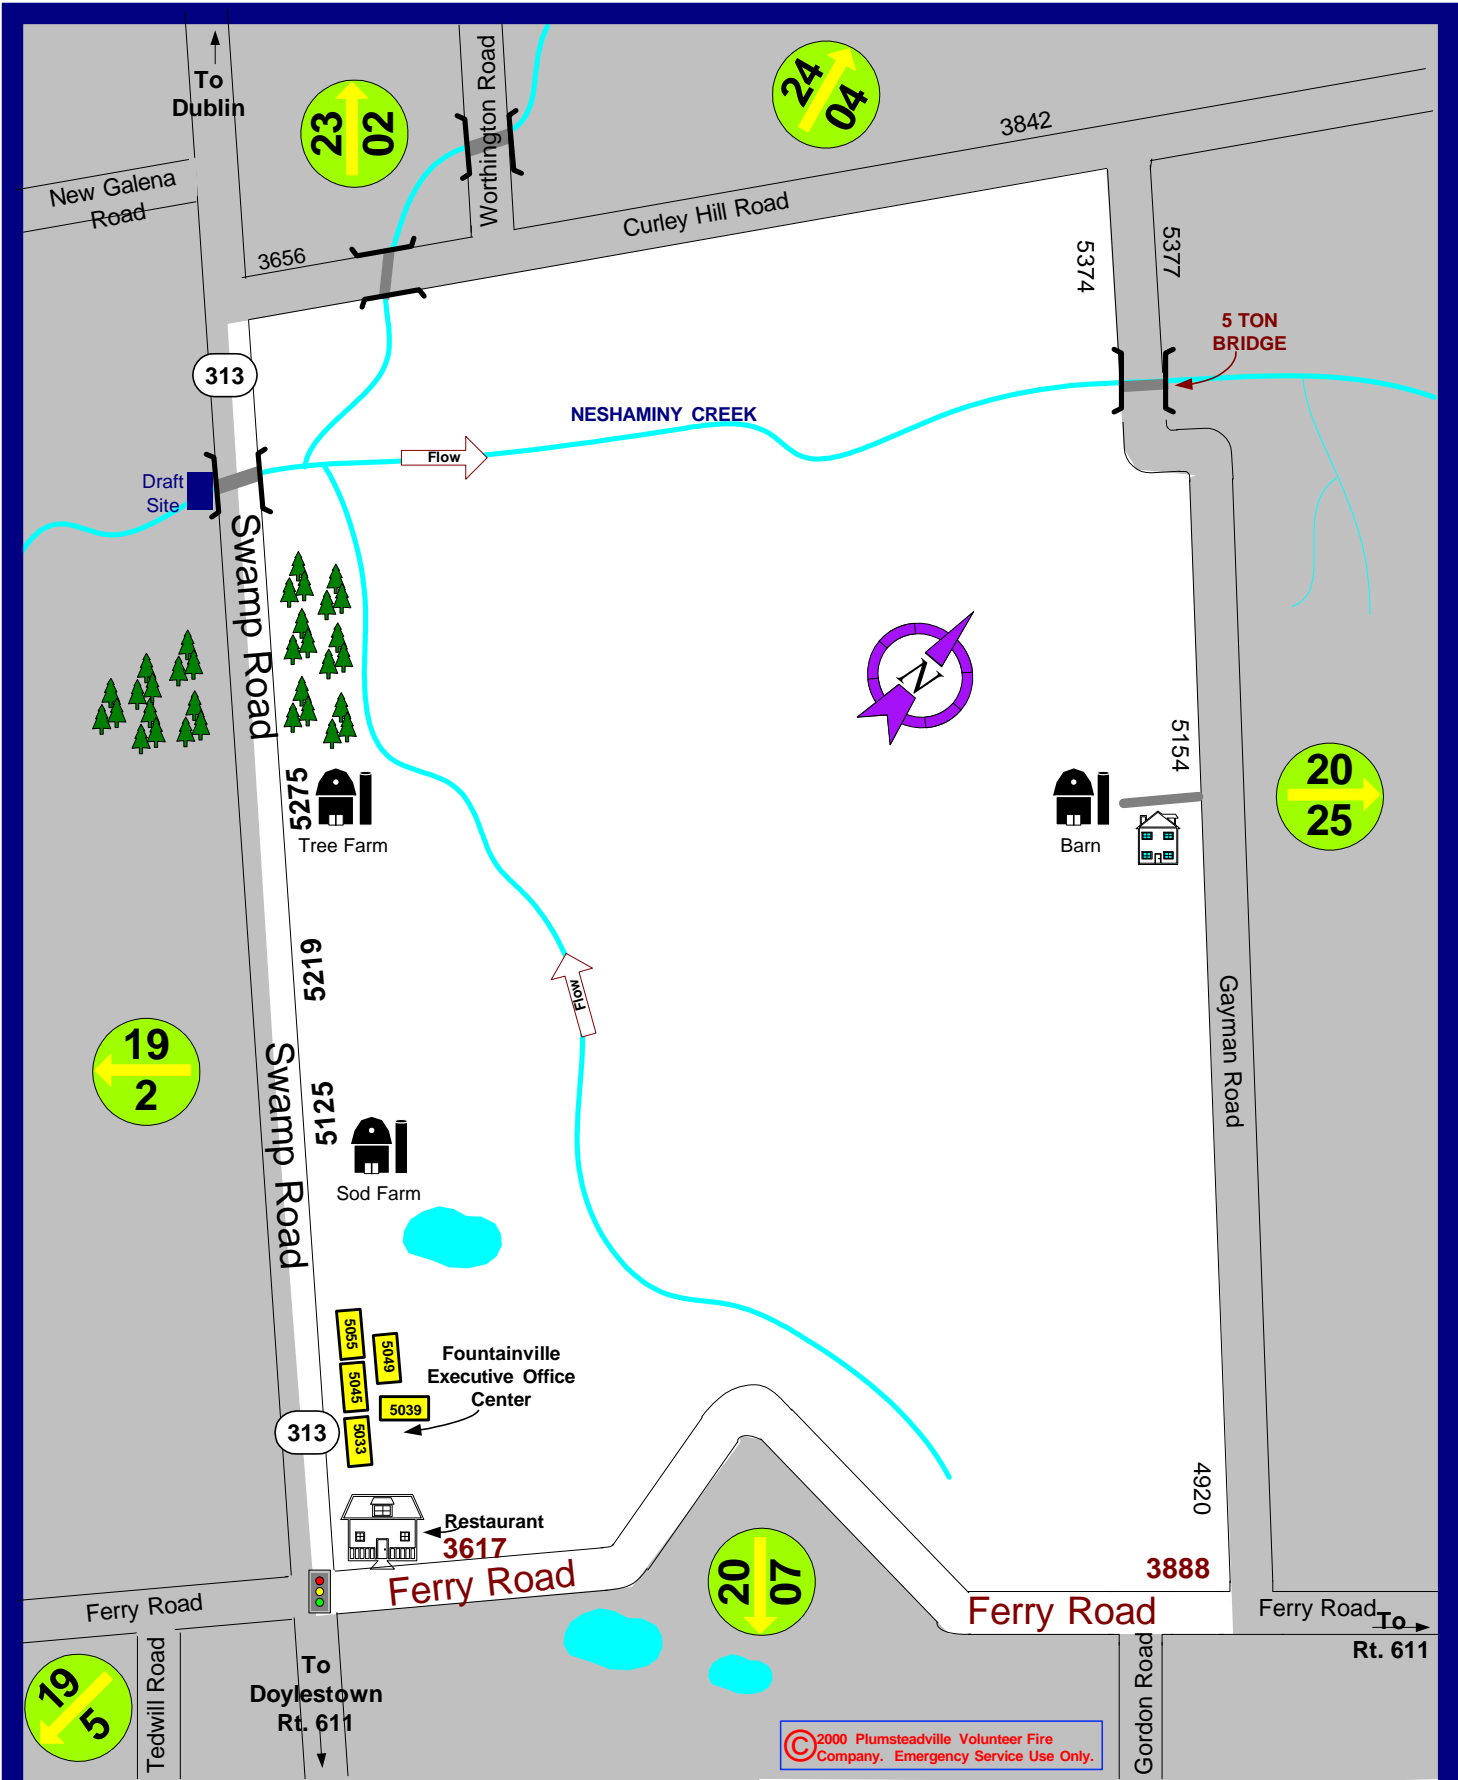 To
Dublin
23
02
Worthington Road
24
04
3842
New Galena
Road
3656
Curley Hill Road
5374
5377
5 TON
BRIDGE
313
NESHAMINY CREEK
Flow
Draft
Site
Swamp Road
N
5154
5275
Tree Farm
Barn
20
25
5219
Flow
Gayman Road
19
2
Swamp Road
5125
Sod Farm
5055
5049
5045
5039
5033
Fountainville
Executive Office
Center
313
4920
Restaurant
3617
Ferry Road
20
07
3888
Ferry Road
Ferry Road
Ferry Road
To
Rt. 611
19
5
Tedwill Road
To
Doylestown
Rt. 611
Gordon Road
© 2000 Plumsteadville Volunteer Fire
Company. Emergency Service Use Only.